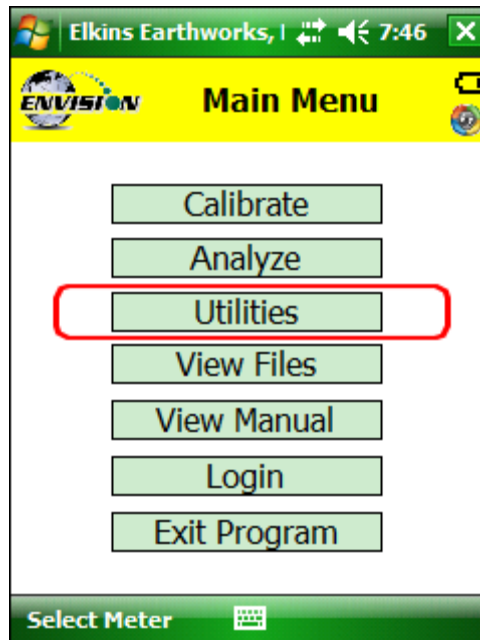 Elkins Earthworks, l 7:46
ENVISION Main Menu
Calibrate
Analyze
Utilities
View Files
View Manual
Login
Exit Program
Select Meter